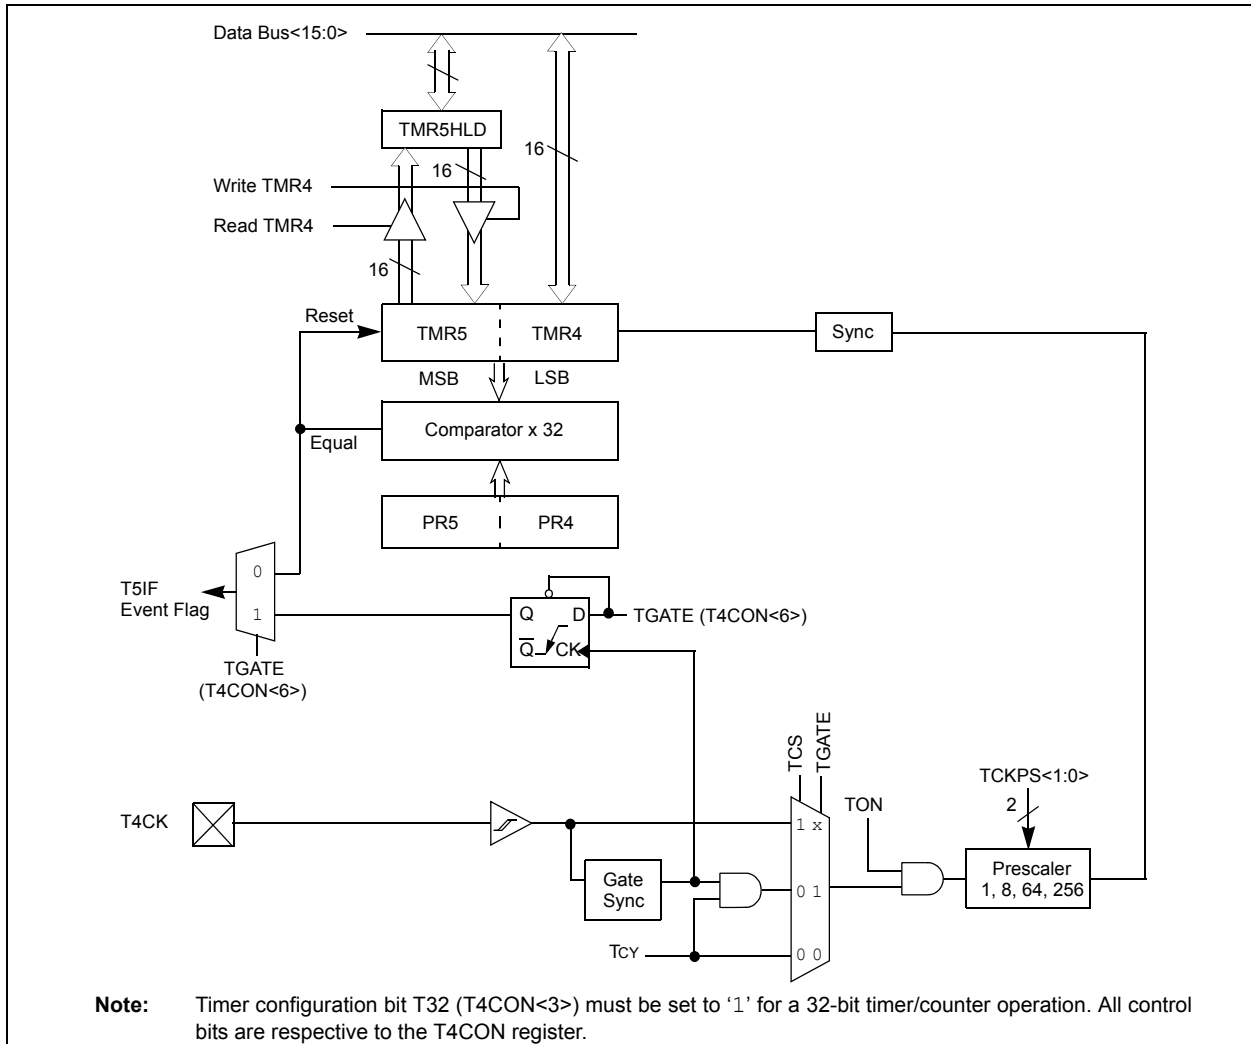 Data Bus<15:0>
TMR5HLD
16
16
Write TMR4
Read TMR4
16
Reset
TMR5
TMR4
Sync
MSB
LSB
Equal
Comparator x 32
PR5
PR4
0
T5IF
Event Flag
1
Q
D
TGATE (T4CON<6>)
Q
CK
TGATE
(T4CON<6>)
TCS
TGATE
TCKPS<1:0>
2
TON
T4CK
1 x
Prescaler
1, 8, 64, 256
Gate
Sync
0 1
TCY
0 0
Note: Timer configuration bit T32 (T4CON<3>) must be set to ‘1’ for a 32-bit timer/counter operation. All control
bits are respective to the T4CON register.